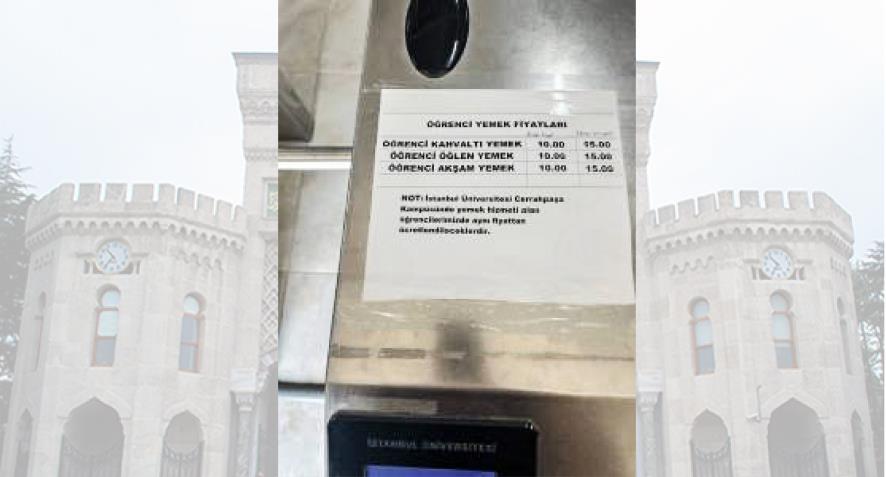 ÖĞRENCİ YEMEK FİYATLARI
ÖĞRENCİ KAHVALTI YEMEK 10.00 15.00
ÖĞRENCİ ÖĞLEN YEMEK 10.00 15.00
ÖĞRENCİ AKŞAM YEMEK 10.00 15.00
NOT: İstanbul Üniversitesi Cerrahpaşa
Kampüsünde yemek hizmeti alan
öğrencilerimizde aynı fiyattan
ücretlendileceklerdir.
İSTANBUL ÜNİVERSİTESİ